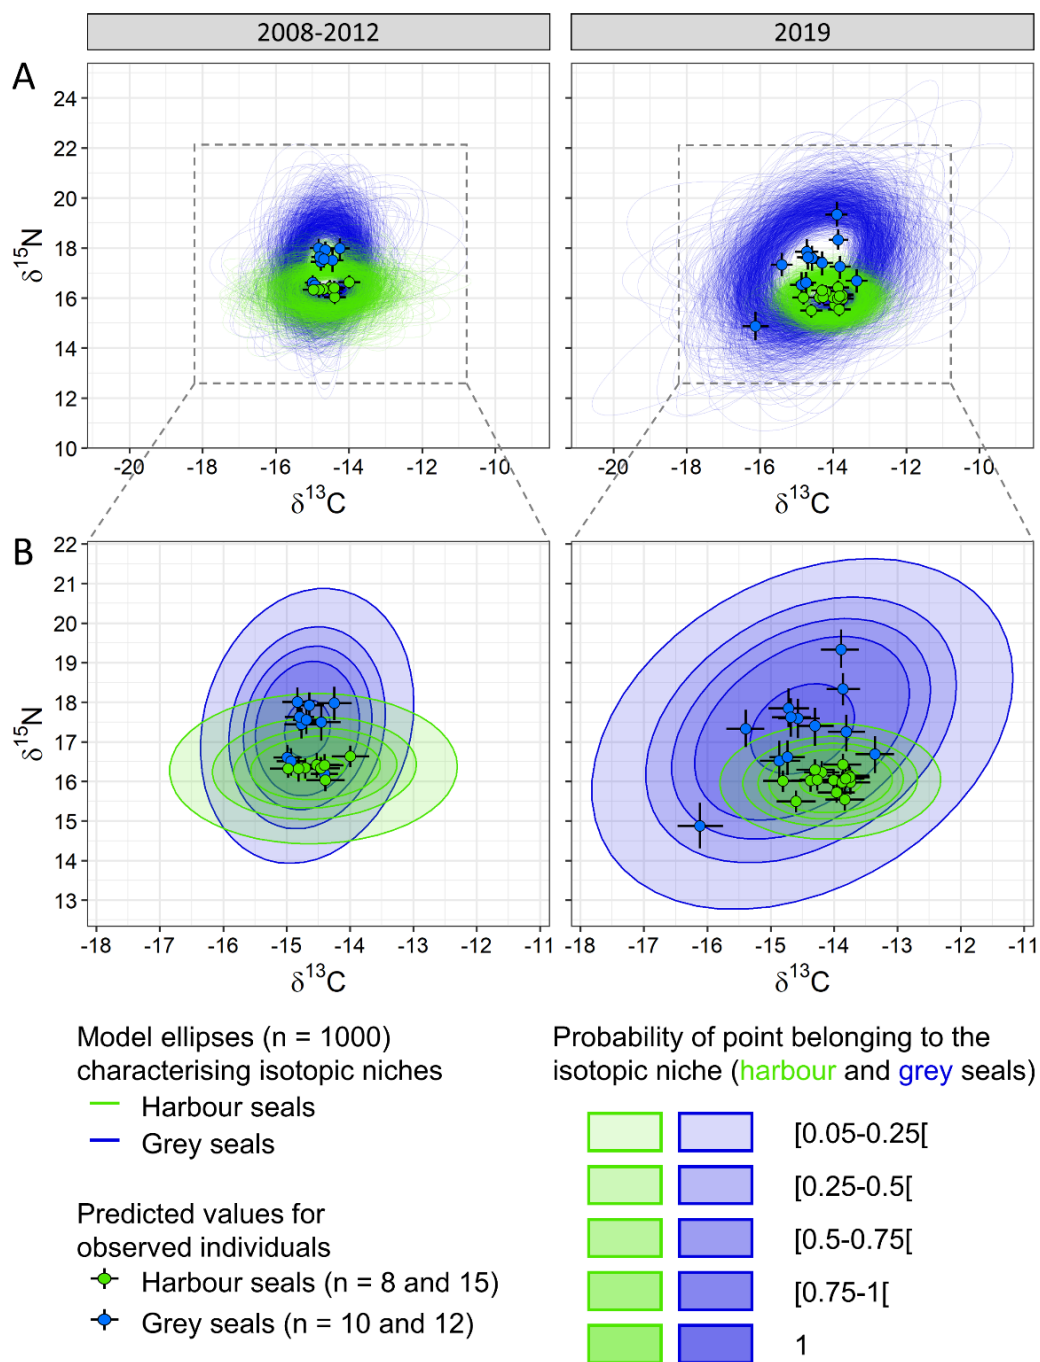 2008-2012
2019
A
24
22
20
18
16
14
12
10
δ15N
-20
-18
-16
-14
-12
-10
-20
-18
-16
-14
-12
-10
δ13C
δ13C
B
22
21
20
19
18
17
16
15
14
13
δ15N
-18
-17
-16
-15
-14
-13
-12
-11
-18
-17
-16
-15
-14
-13
-12
-11
δ13C
δ13C
Model ellipses (n = 1000)
characterising isotopic niches
Harbour seals
Grey seals
Predicted values for
observed individuals
Harbour seals (n = 8 and 15)
Grey seals (n = 10 and 12)
Probability of point belonging to the
isotopic niche (harbour and grey seals)
[0.05-0.25[
[0.25-0.5[
[0.5-0.75[
[0.75-1[
1